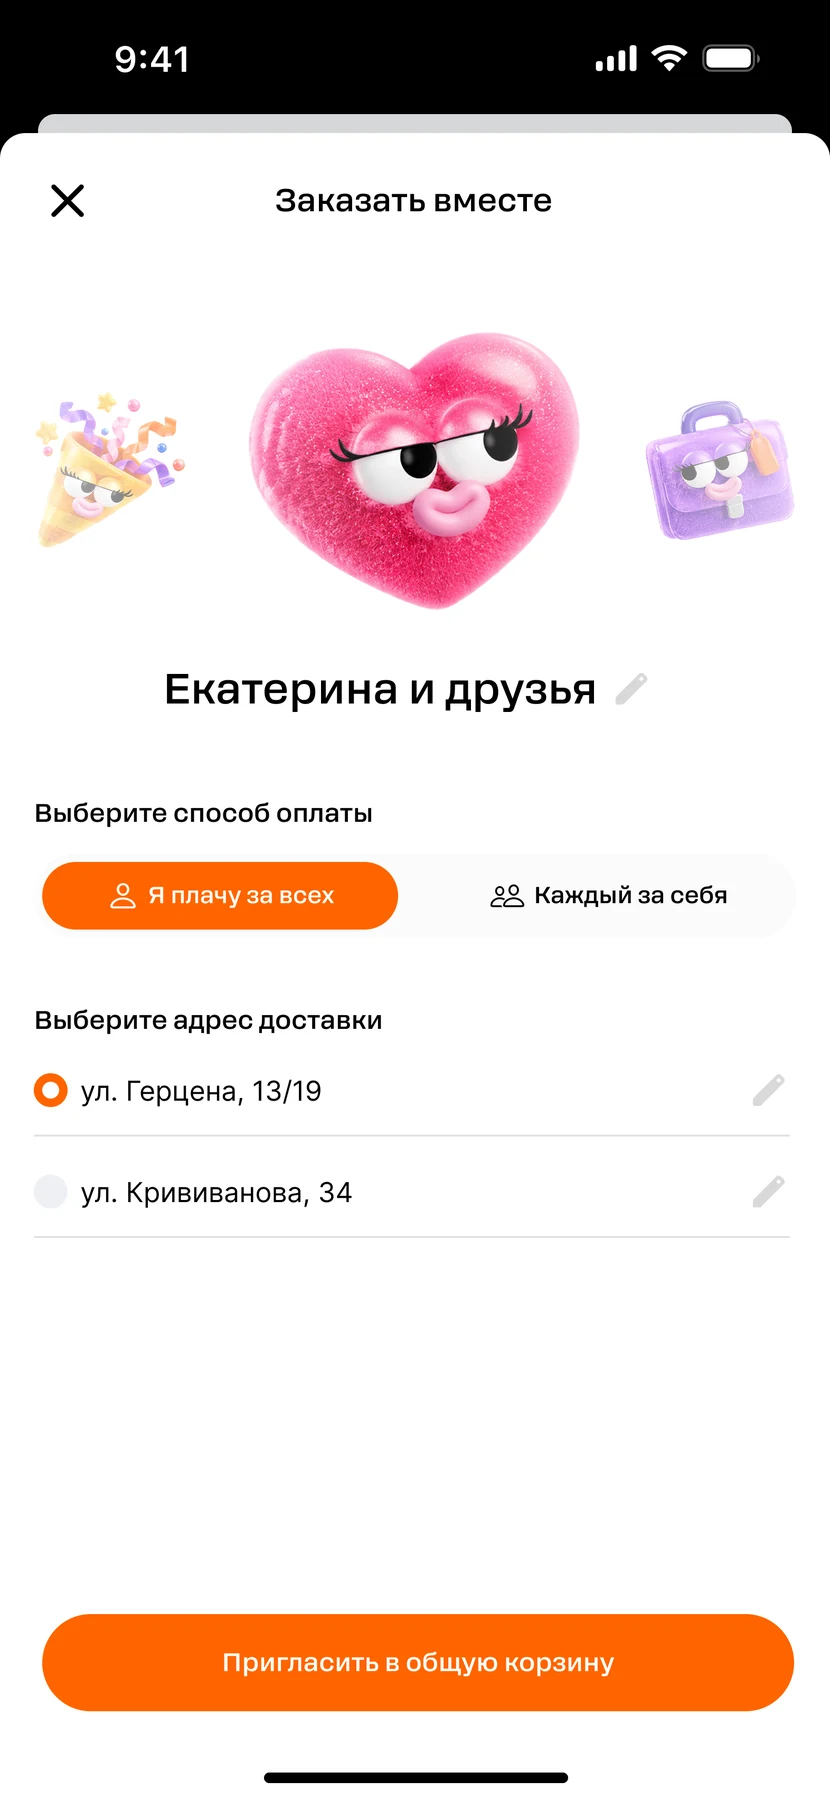 9:41
Заказать вместе
Екатерина и друзья
Выберите способ оплаты
Я плачу за всех
Каждый за себя
Выберите адрес доставки
ул. Герцена, 13/19
ул. Крививанова, 34
Пригласить в общую корзину